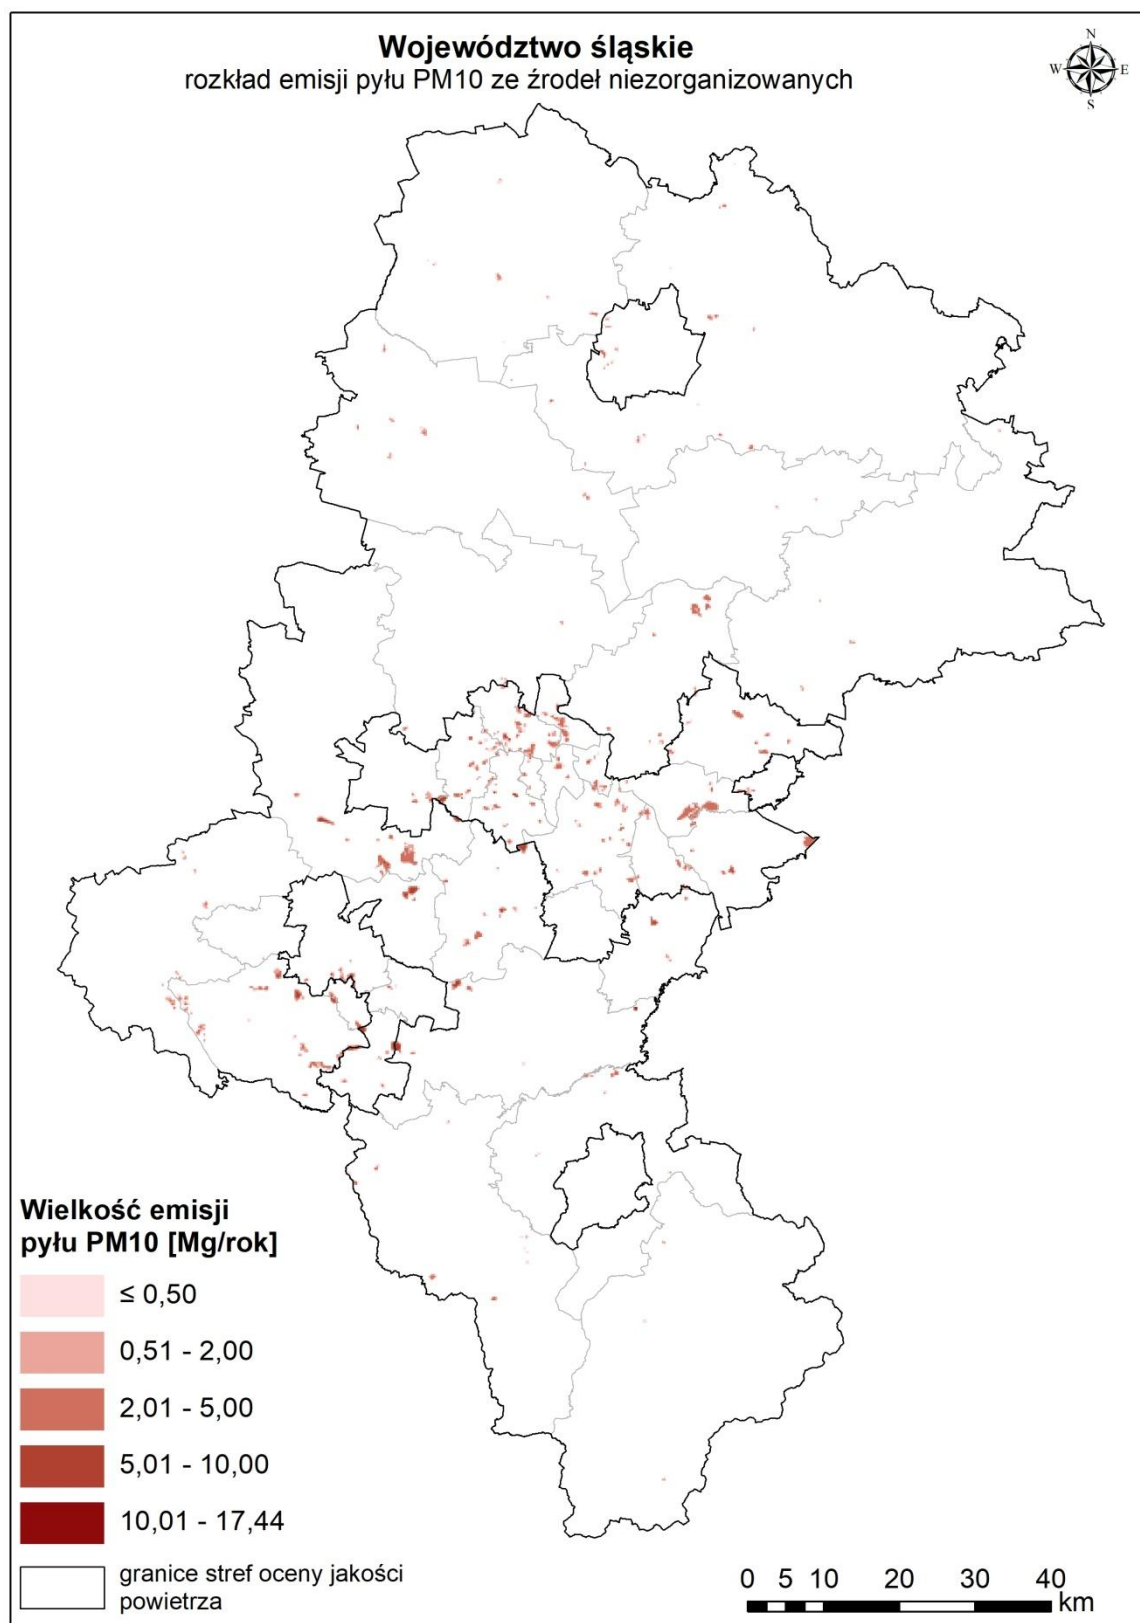 Województwo śląskie
rozkład emisji pyłu PM10 ze źrodeł niezorganizowanych
N
W E
S
Wielkość emisji
pyłu PM10 [Mg/rok]
≤ 0,50
0,51 - 2,00
2,01 - 5,00
5,01 - 10,00
10,01 - 17,44
granice stref oceny jakości
powietrza
0 5 10 20 30 40
km